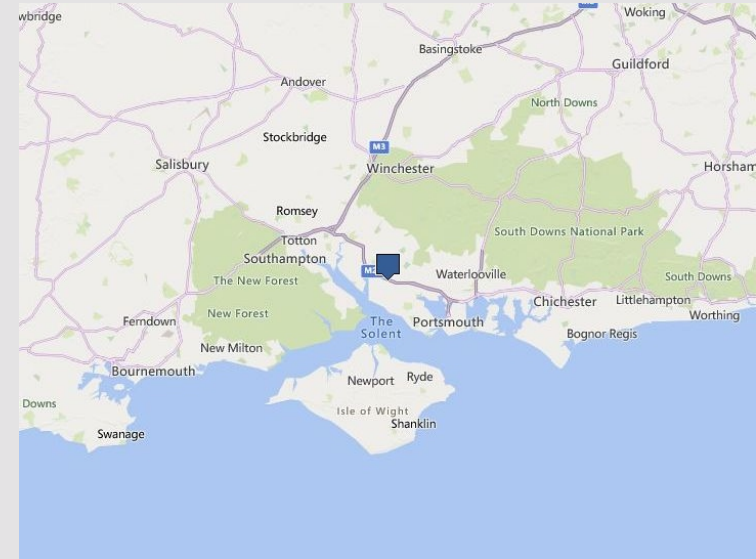 wbridge
Woking
Basingstoke
Guildford
Andover
North Downs
Stockbridge
M3
Salisbury
Winchester
Horsham
Romsey
South Downs National Park
Totton
Southampton
M2
Waterlooville
South Downs
The New Forest
Chichester
Littlehampton
Worthing
New Forest
Ferndown
The
Solent
Portsmouth
Bognor Regis
New Milton
Bournemouth
Newport
Ryde
Downs
Isle of Wight
Shanklin
Swanage